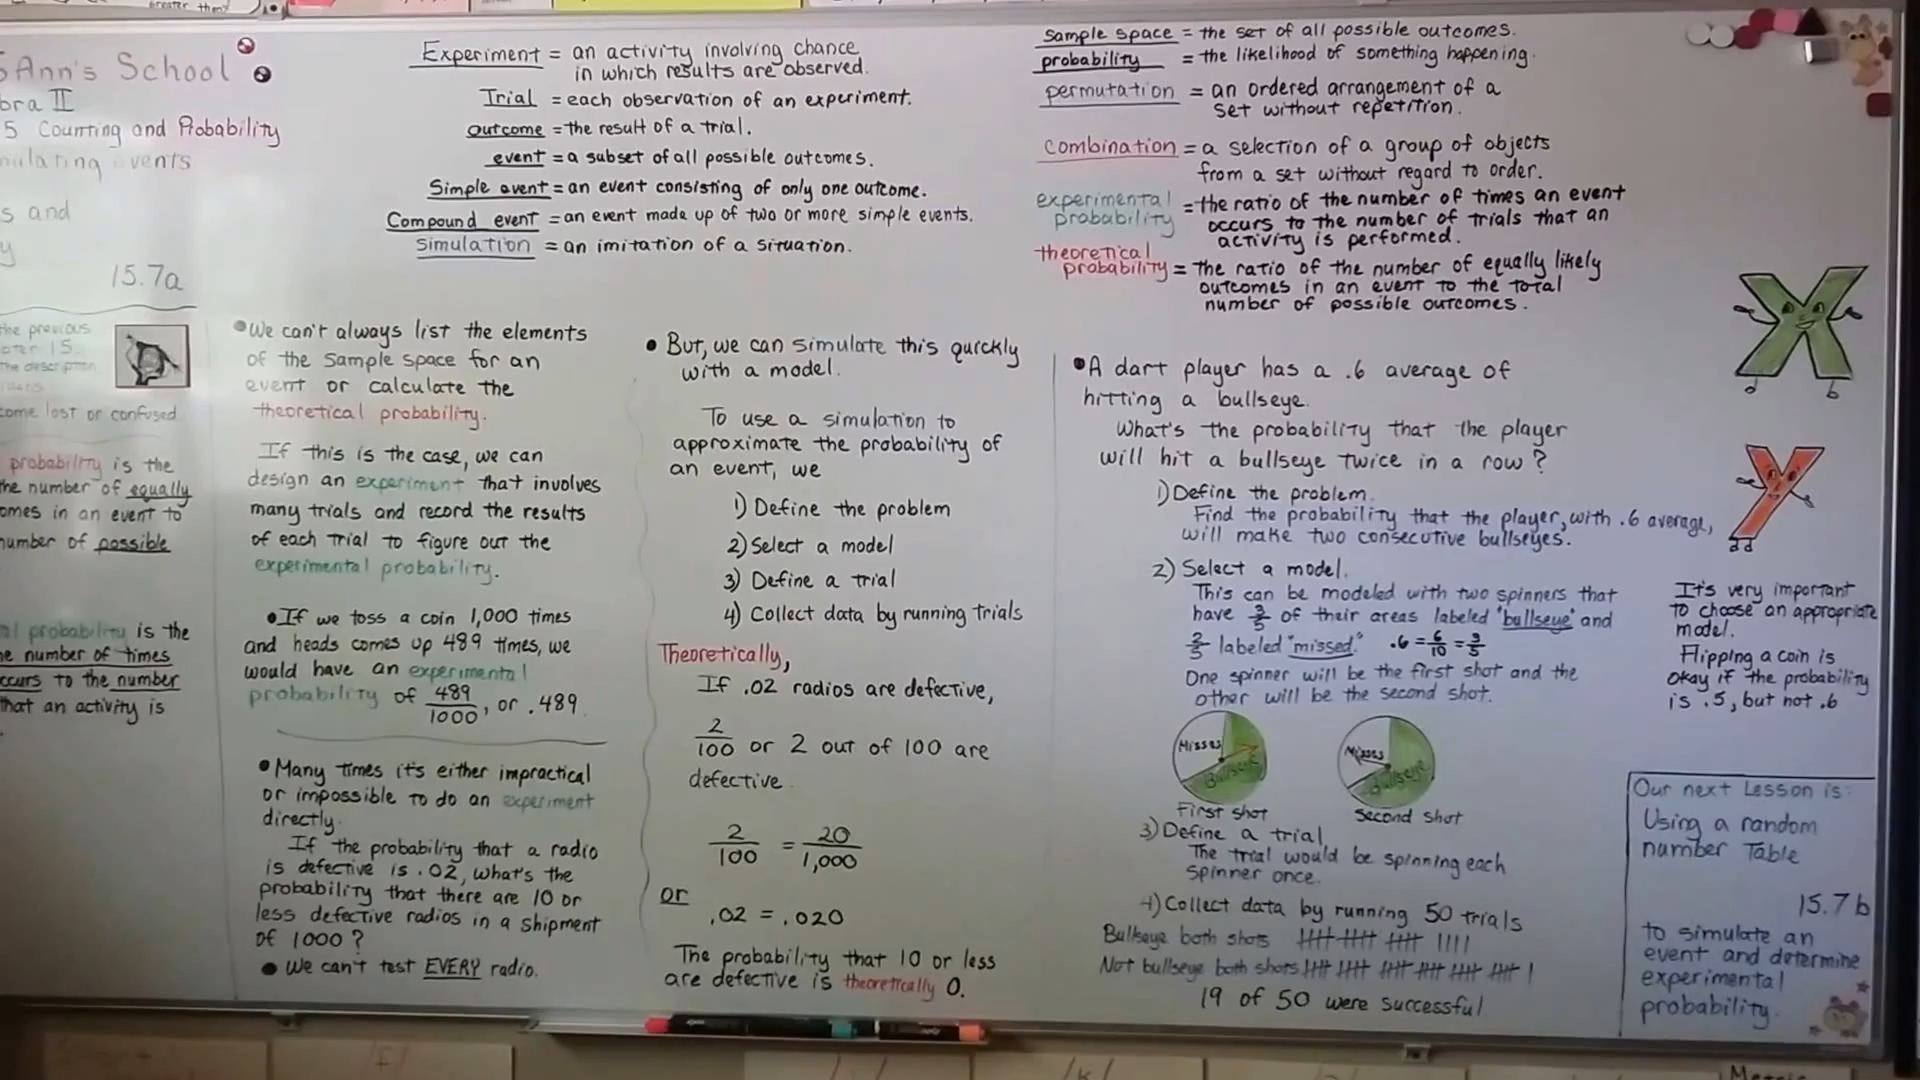 greater than?
Ann's School
bra II
5 Counting and Probability
mulating events
s and
y
15.7a
the previous
The description
come lost or confused
probability is the
the number of equally
omes in an event to
number of possible
al probability is the
he number of times
ccurs to the number
that an activity is
Experiment = an activity involving chance
in which results are observed.
Trial = each observation of an experiment.
outcome = the result of a trial.
event = a subset of all possible outcomes.
Simple event = an event consisting of only one outcome.
Compound event = an event made up of two or more simple events.
Simulation = an imitation of a situation.
Sample space = the set of all possible outcomes.
probability = the likelihood of something happening.
permutation = an ordered arrangement of a
set without repetition.
combination = a selection of a group of objects
from a set without regard to order.
experimental
probability = the ratio of the number of times an event
occurs to the number of trials that an
activity is performed.
theoretical
probability = the ratio of the number of equally likely
outcomes in an event to the total
number of possible outcomes.
• We can't always list the elements
of the sample space for an
event or calculate the
theoretical probability.
If this is the case, we can
design an experiment that involves
many trials and record the results
of each trial to figure out the
experimental probability.
• If we toss a coin 1,000 times
and heads comes up 489 times, we
would have an experimental
probability of 489/1000, or .489
• Many times it's either impractical
or impossible to do an experiment
directly.
If the probability that a radio
is defective is .02, what's the
probability that there are 10 or
less defective radios in a shipment
of 1000?
• We can't test EVERY radio.
• But, we can simulate this quickly
with a model.
To use a simulation to
approximate the probability of
an event, we
1) Define the problem
2) Select a model
3) Define a trial
4) Collect data by running trials
Theoretically,
If .02 radios are defective,
2/100 or 2 out of 100 are
defective.
2/100 = 20/1,000
or
.02 = .020
The probability that 10 or less
are defective is theoretically 0.
• A dart player has a .6 average of
hitting a bullseye.
What's the probability that the player
will hit a bullseye twice in a row?
1) Define the problem.
Find the probability that the player, with .6 average,
will make two consecutive bullseyes.
2) Select a model.
This can be modeled with two spinners that
have 3/5 of their areas labeled "bullseye" and
2/5 labeled "missed." .6 = 6/10 = 3/5
One spinner will be the first shot and the
other will be the second shot.
Misses
Bullseye
First shot
Misses
Bullseye
Second shot
3) Define a trial
The trial would be spinning each
spinner once.
4) Collect data by running 50 trials
Bullseye both shots
Not bullseye both shots
19 of 50 were successful
X
Y
It's very important
to choose an appropriate
model.
Flipping a coin is
okay if the probability
is .5, but not .6
Our next Lesson is:
Using a random
number Table
15.7b
to simulate an
event and determine
experimental
probability.